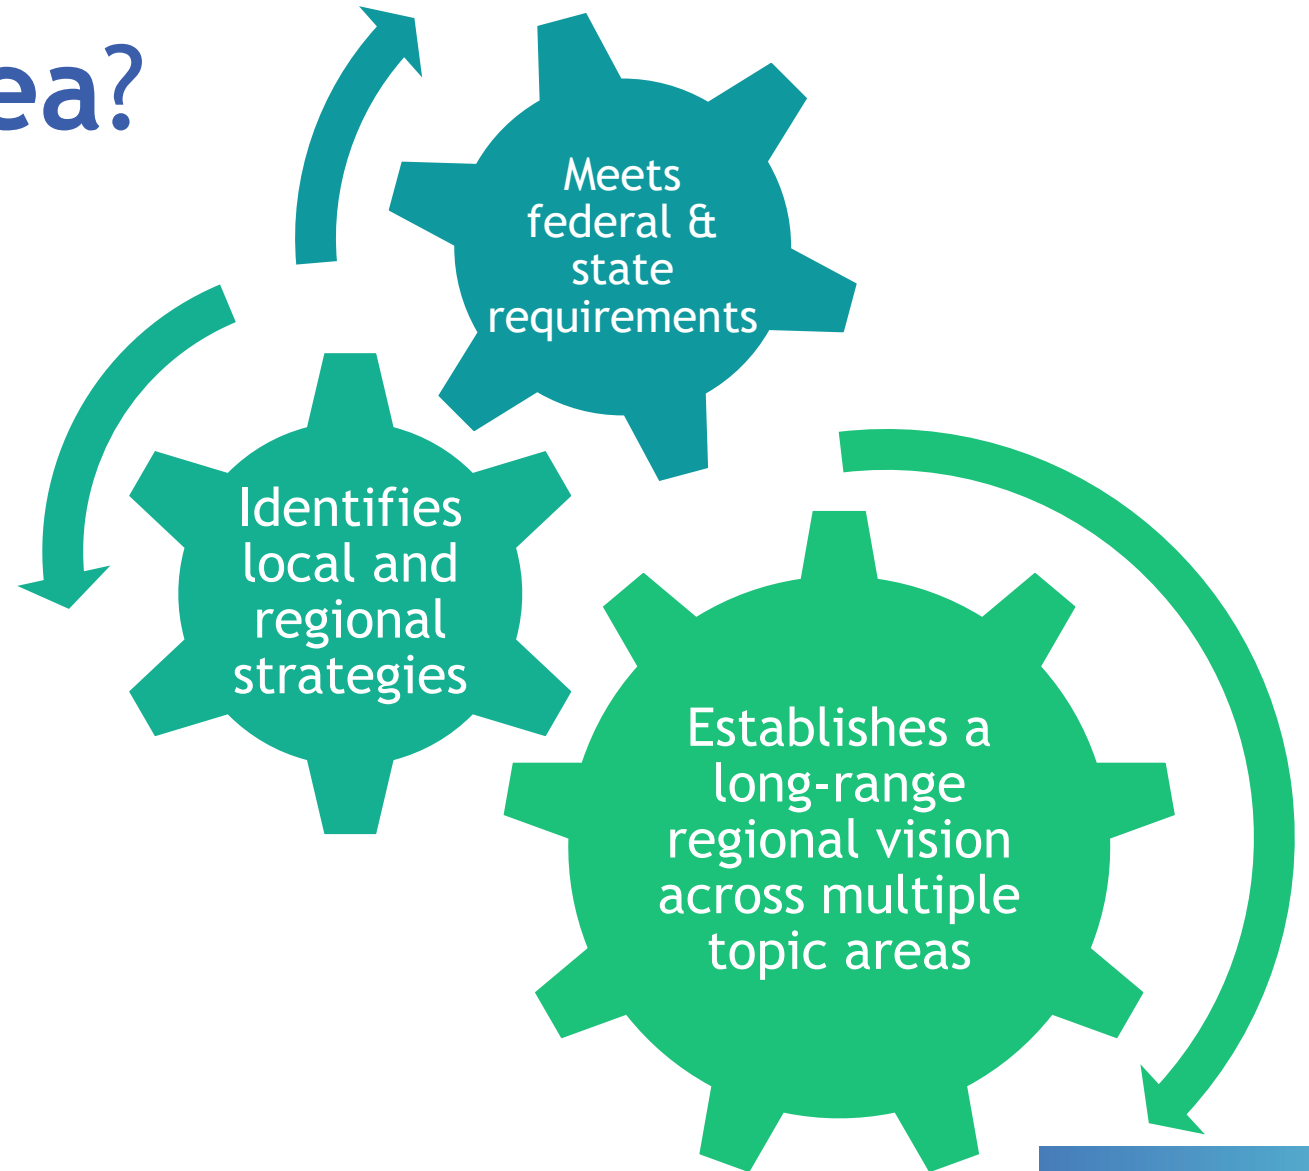 ea?
Meets
federal &
state
requirements
Identifies
local and
regional
strategies
Establishes a
long-range
regional vision
across multiple
topic areas